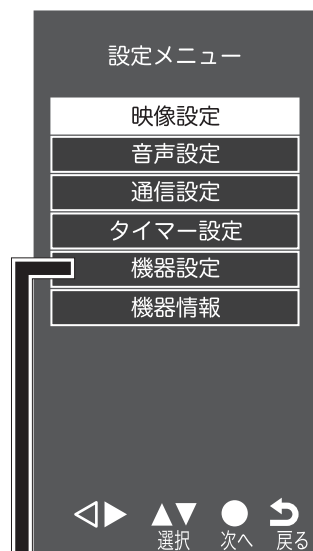 設定メニュー
映像設定
音声設定
通信設定
タイマー設定
機器設定
機器情報
選択 次へ 戻る